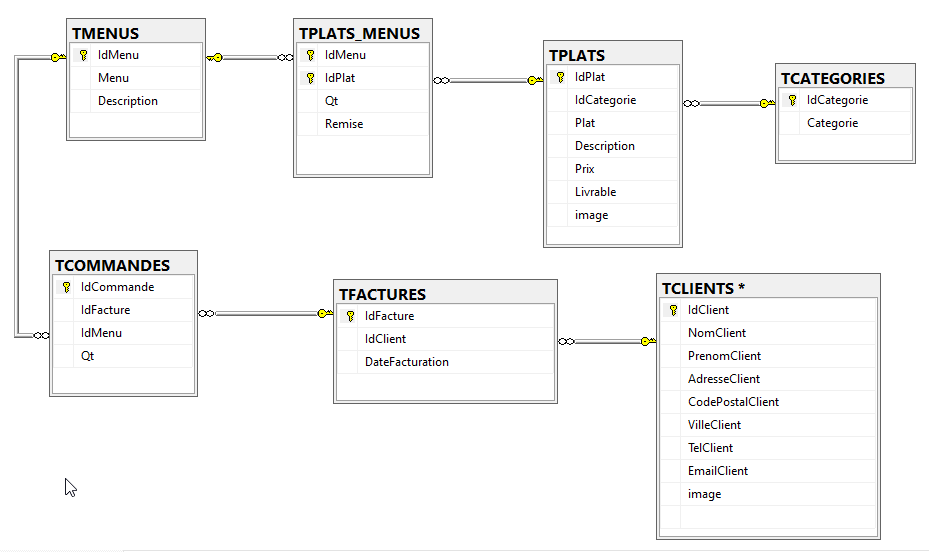 TMENUS
IdMenu
Menu
Description
TPLATS_MENUS
IdMenu
IdPlat
Qt
Remise
TPLATS
IdPlat
IdCategorie
Plat
Description
Prix
Livrable
image
TCATEGORIES
IdCategorie
Categorie
TCOMMANDES
IdCommande
IdFacture
IdMenu
Qt
TFACTURES
IdFacture
IdClient
DateFacturation
TCLIENTS *
IdClient
NomClient
PrenomClient
AdresseClient
CodePostalClient
VilleClient
TelClient
EmailClient
image